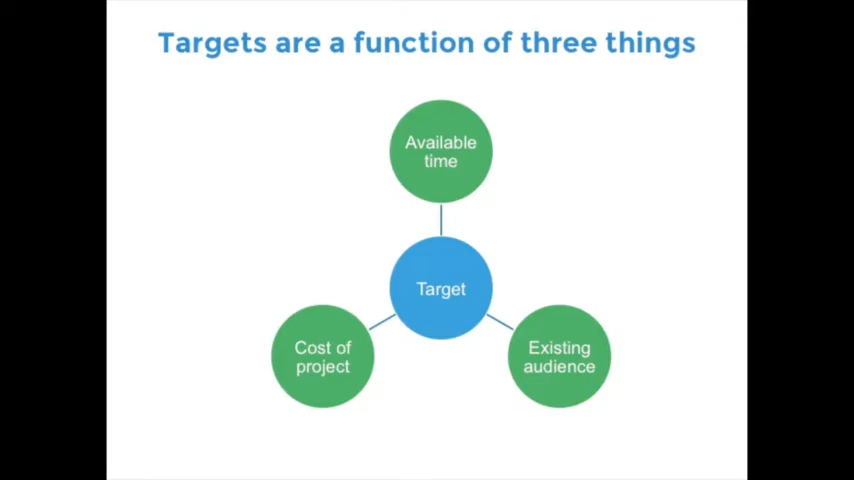 Targets are a function of three things
Available
time
Target
Cost of
project
Existing
audience